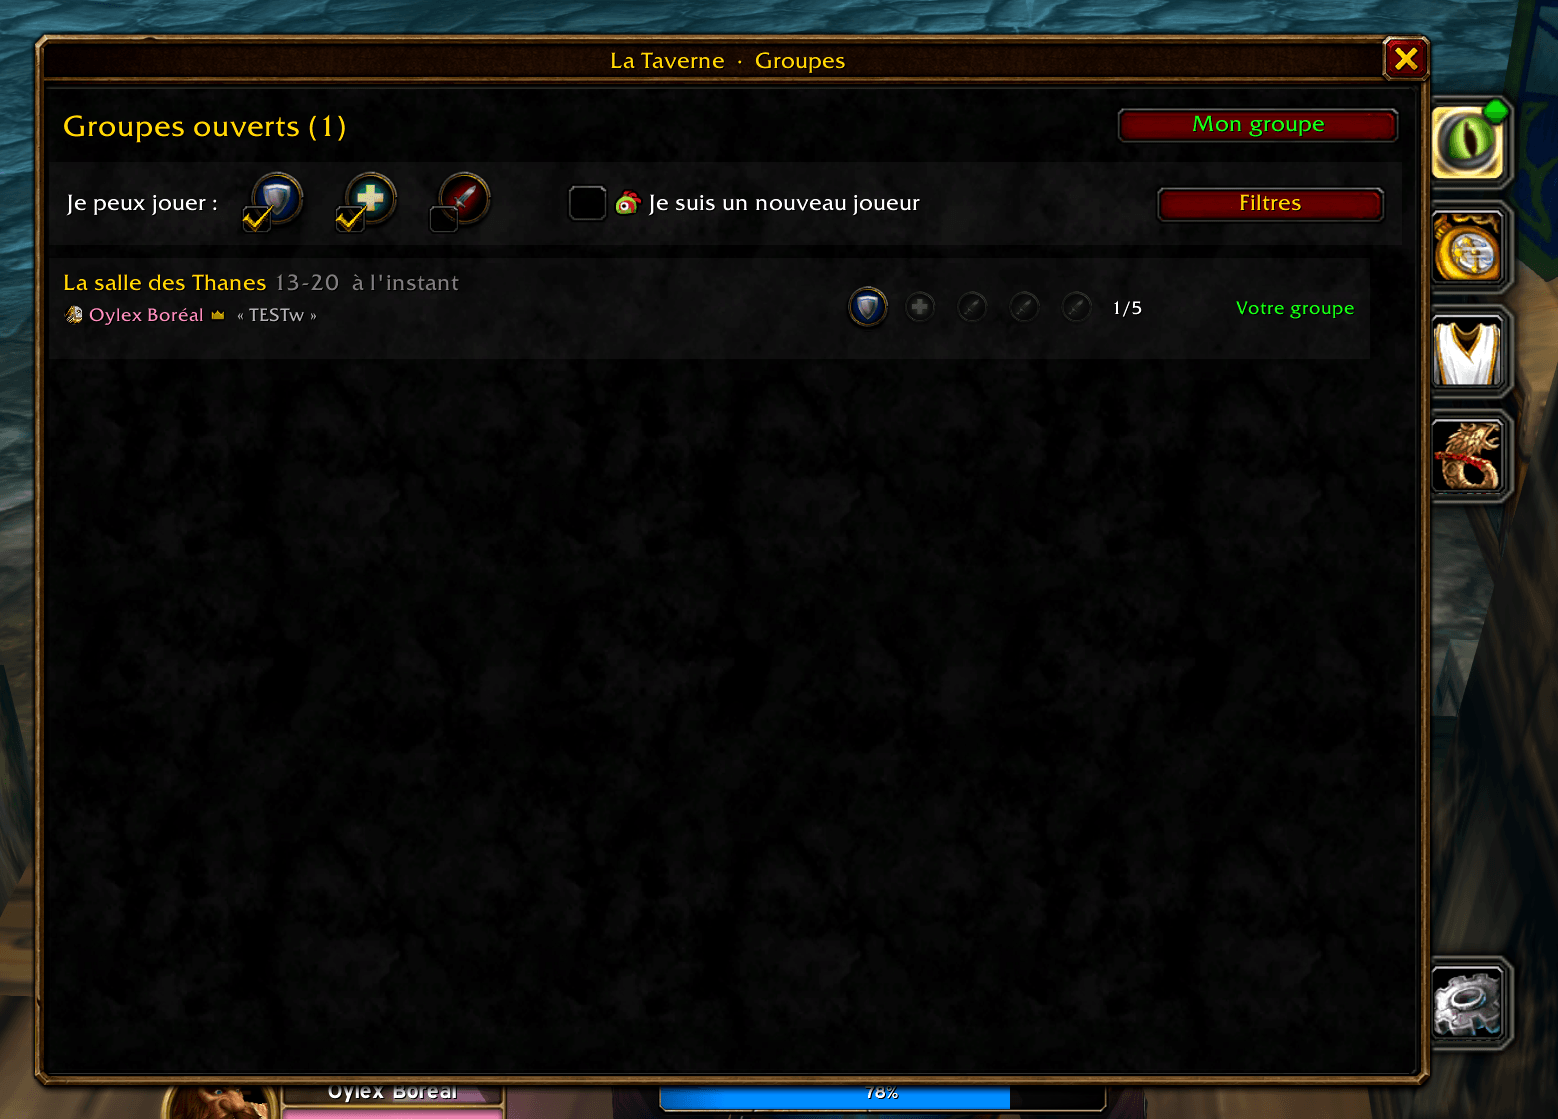 La Taverne · Groupes
Groupes ouverts (1)
Mon groupe
Je peux jouer :
Je suis un nouveau joueur
Filtres
La salle des Thanes 13-20 à l'instant
Oylex Boréal « TESTw »
1/5
Votre groupe
Oylex Boréal
78%